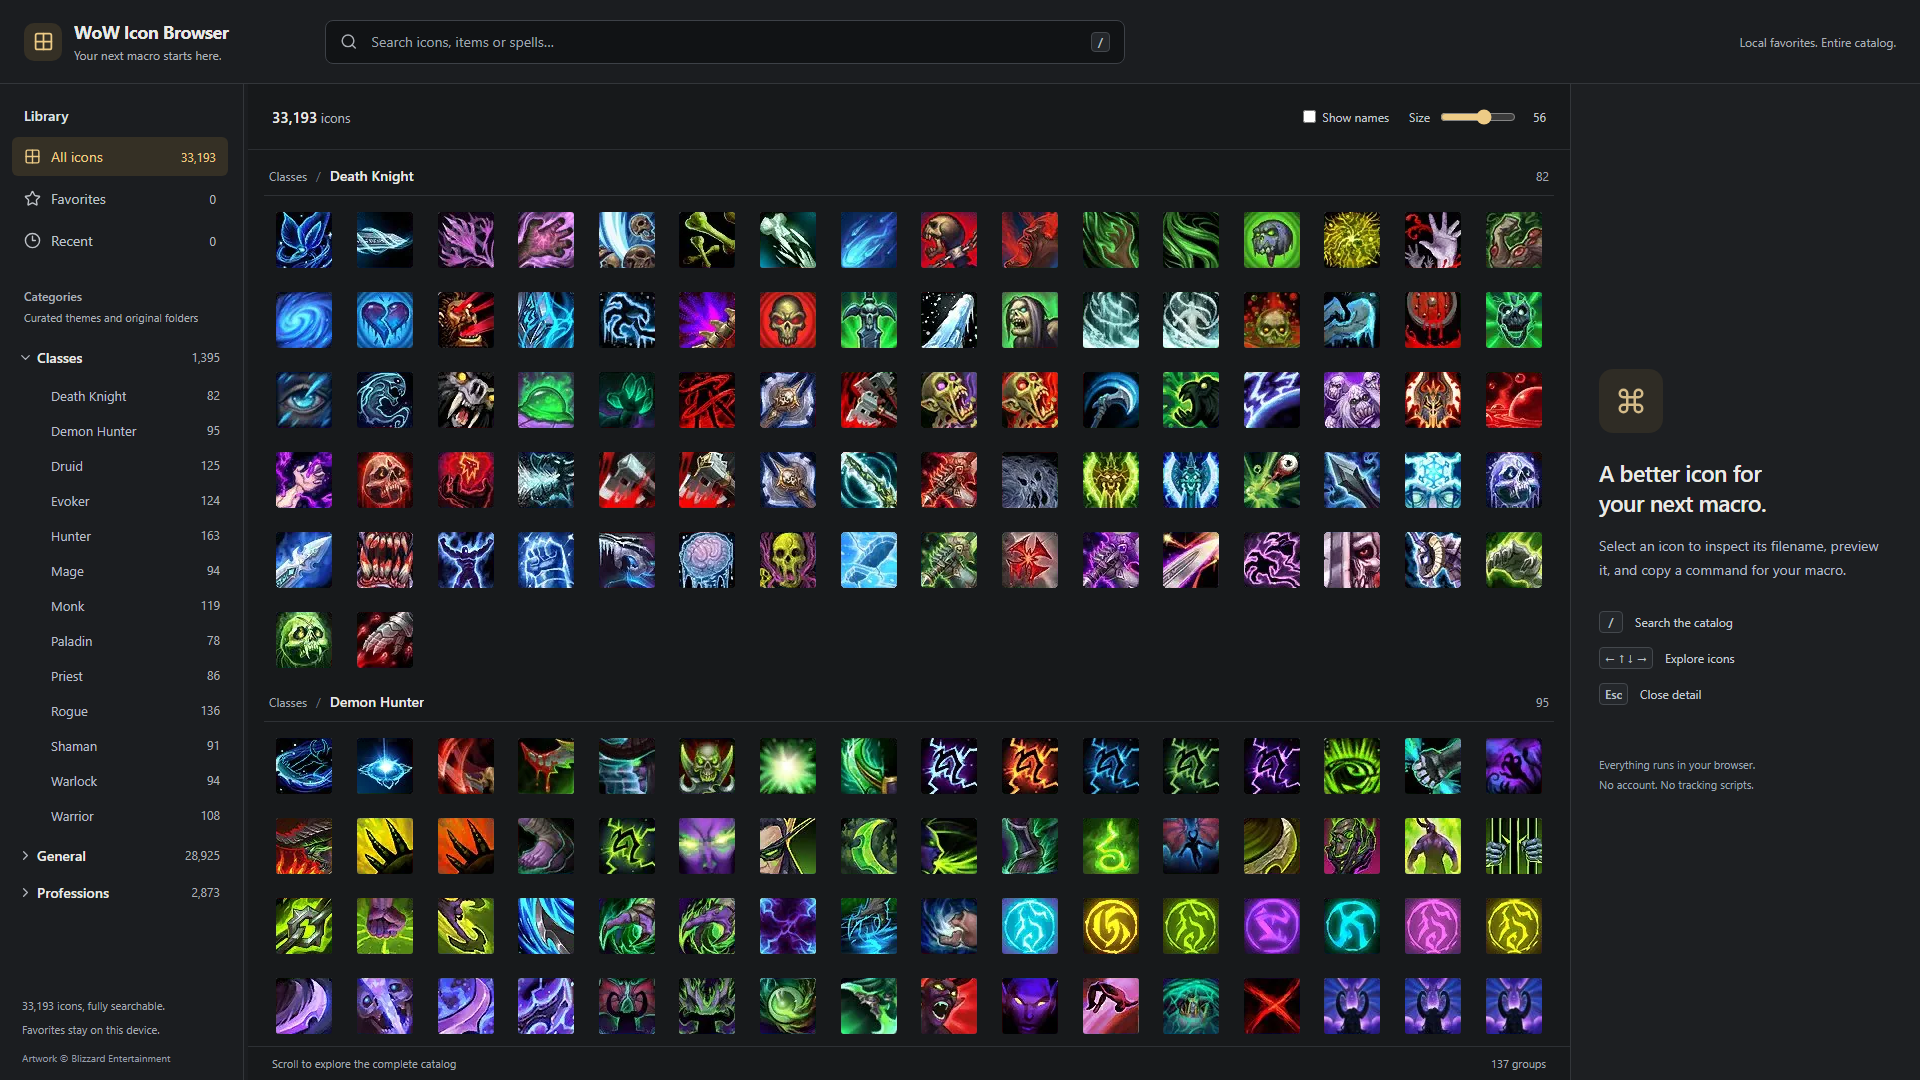 WoW Icon Browser
Your next macro starts here.
Search icons, items or spells...
/
Local favorites. Entire catalog.
Library
All icons 33,193
Favorites 0
Recent 0
Categories
Curated themes and original folders
Classes 1,395
Death Knight 82
Demon Hunter 95
Druid 125
Evoker 124
Hunter 163
Mage 94
Monk 119
Paladin 78
Priest 86
Rogue 136
Shaman 91
Warlock 94
Warrior 108
General 28,925
Professions 2,873
33,193 icons, fully searchable.
Favorites stay on this device.
Artwork © Blizzard Entertainment
33,193 icons
Show names
Size
56
Classes / Death Knight 82
Classes / Demon Hunter 95
Scroll to explore the complete catalog
137 groups
A better icon for
your next macro.
Select an icon to inspect its filename, preview
it, and copy a command for your macro.
/ Search the catalog
←↑↓→ Explore icons
Esc Close detail
Everything runs in your browser.
No account. No tracking scripts.